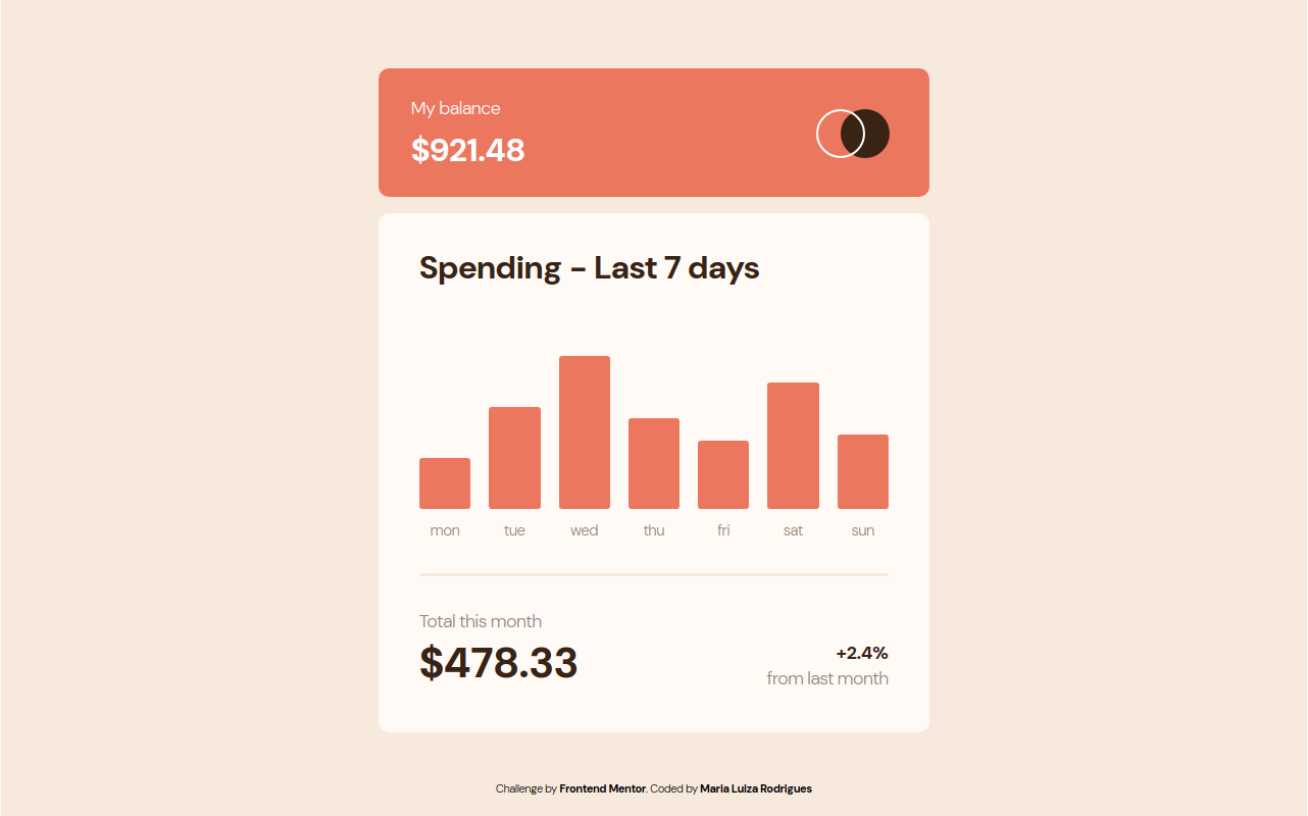 My balance
$921.48
Spending - Last 7 days
mon tue wed thu fri sat sun
Total this month
$478.33
+2.4%
from last month
Challenge by Frontend Mentor. Coded by Maria Luiza Rodrigues